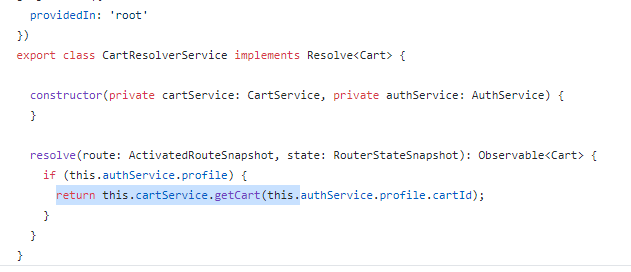 providedIn: 'root'
})
export class CartResolverService implements Resolve<Cart> {
constructor(private cartService: CartService, private authService: AuthService) {
}
resolve(route: ActivatedRouteSnapshot, state: RouterStateSnapshot): Observable<Cart> {
if (this.authService.profile) {
return this.cartService.getCart(this.authService.profile.cartId);
}
}
}